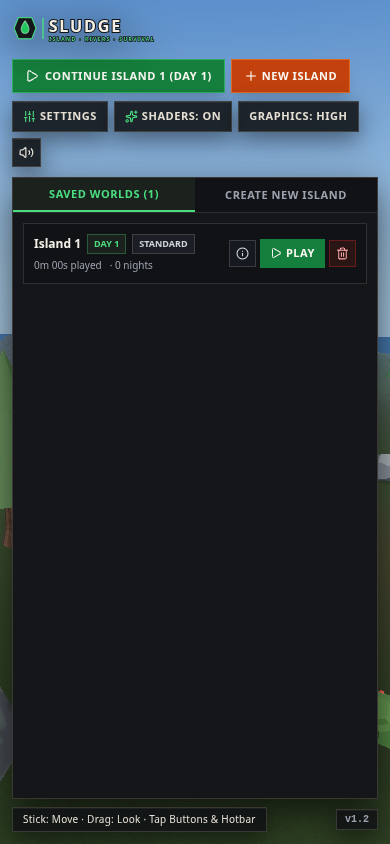 SLUDGE
ISLAND · RIVERS · SURVIVAL
CONTINUE ISLAND 1 (DAY 1)
NEW ISLAND
SETTINGS
SHADERS: ON
GRAPHICS: HIGH
SAVED WORLDS (1)
CREATE NEW ISLAND
Island 1 DAY 1 STANDARD
0m 00s played · 0 nights
PLAY
Stick: Move · Drag: Look · Tap Buttons & Hotbar
v1.2